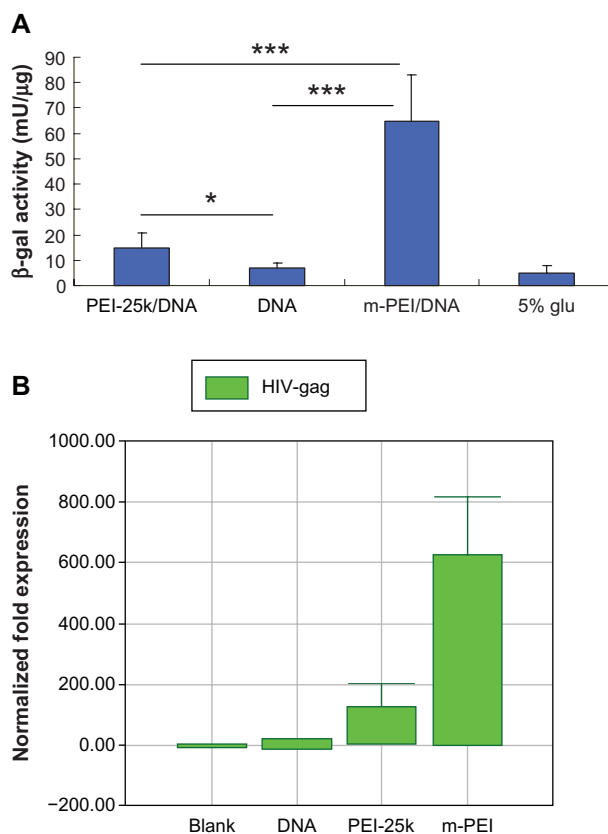 A
β-gal activity (mU/μg)
90
80
70
60
50
40
30
20
10
0
***
***
*
PEI-25k/DNA DNA m-PEI/DNA 5% glu
B
HIV-gag
Normalized fold expression
1000.00
800.00
600.00
400.00
200.00
0.00
−200.00
Blank DNA PEI-25k m-PEI